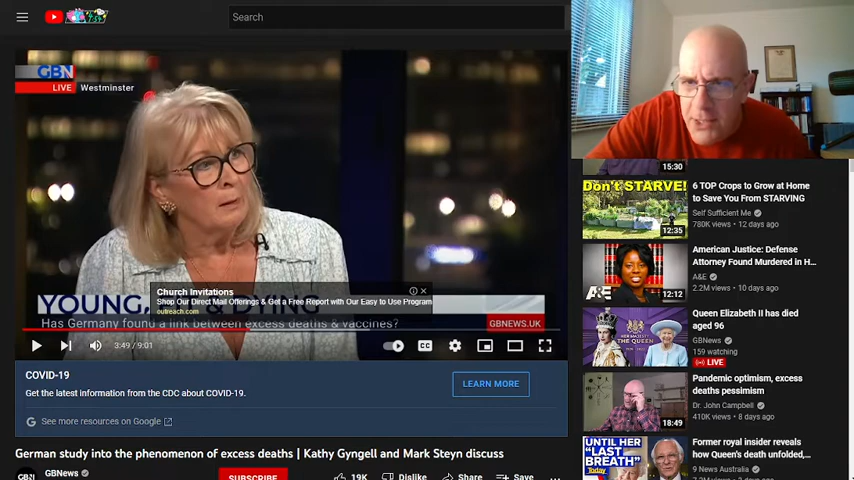 Search
GBN
LIVE Westminster
Church Invitations
Shop Our Direct Mail Offerings & Get a Free Report with Our Easy to Use Program
outreach.com
YOUNG,
& DYING
Has Germany found a link between excess deaths & vaccines?
GBNEWS.UK
3:49 / 9:01
CC
COVID-19
Get the latest information from the CDC about COVID-19.
LEARN MORE
See more resources on Google
German study into the phenomenon of excess deaths | Kathy Gyngell and Mark Steyn discuss
GBN
GBNews
SUBSCRIBE
19K
Dislike
Share
Save
15:30
Don't STARVE!
12:35
6 TOP Crops to Grow at Home
to Save You From STARVING
Self Sufficient Me
780K views • 12 days ago
A&E
12:12
American Justice: Defense
Attorney Found Murdered in H...
A&E
2.2M views • 10 days ago
HER MAJESTY
THE QUEEN
Queen Elizabeth II has died
aged 96
GBNews
159 watching
LIVE
18:49
Pandemic optimism, excess
deaths pessimism
Dr. John Campbell
410K views • 8 days ago
UNTIL HER
"LAST
BREATH"
Today
Former royal insider reveals
how Queen's death unfolded,...
9 News Australia